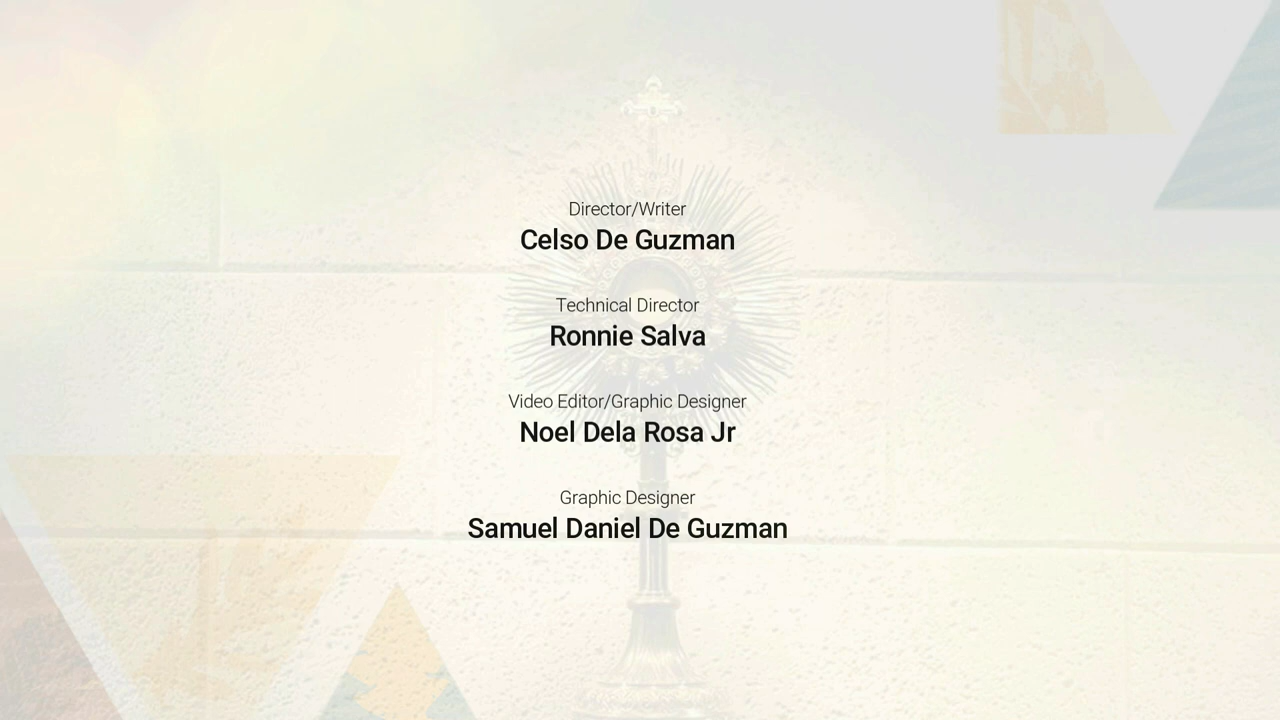 Director/Writer
Celso De Guzman
Technical Director
Ronnie Salva
Video Editor/Graphic Designer
Noel Dela Rosa Jr
Graphic Designer
Samuel Daniel De Guzman